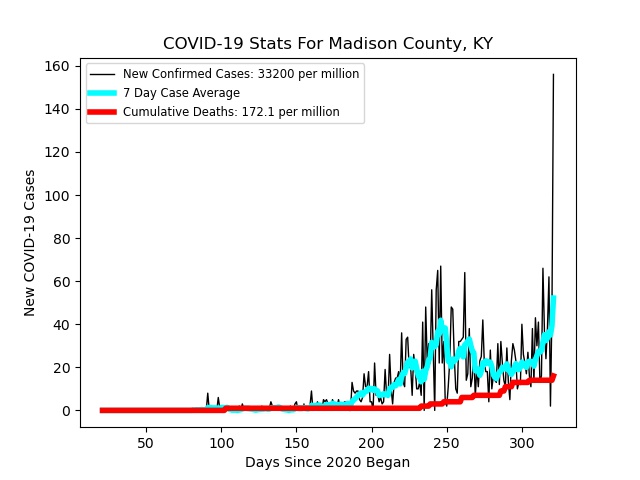 COVID-19 Stats For Madison County, KY
New Confirmed Cases: 33200 per million
7 Day Case Average
Cumulative Deaths: 172.1 per million
New COVID-19 Cases
160
140
120
100
80
60
40
20
0
50 100 150 200 250 300
Days Since 2020 Began